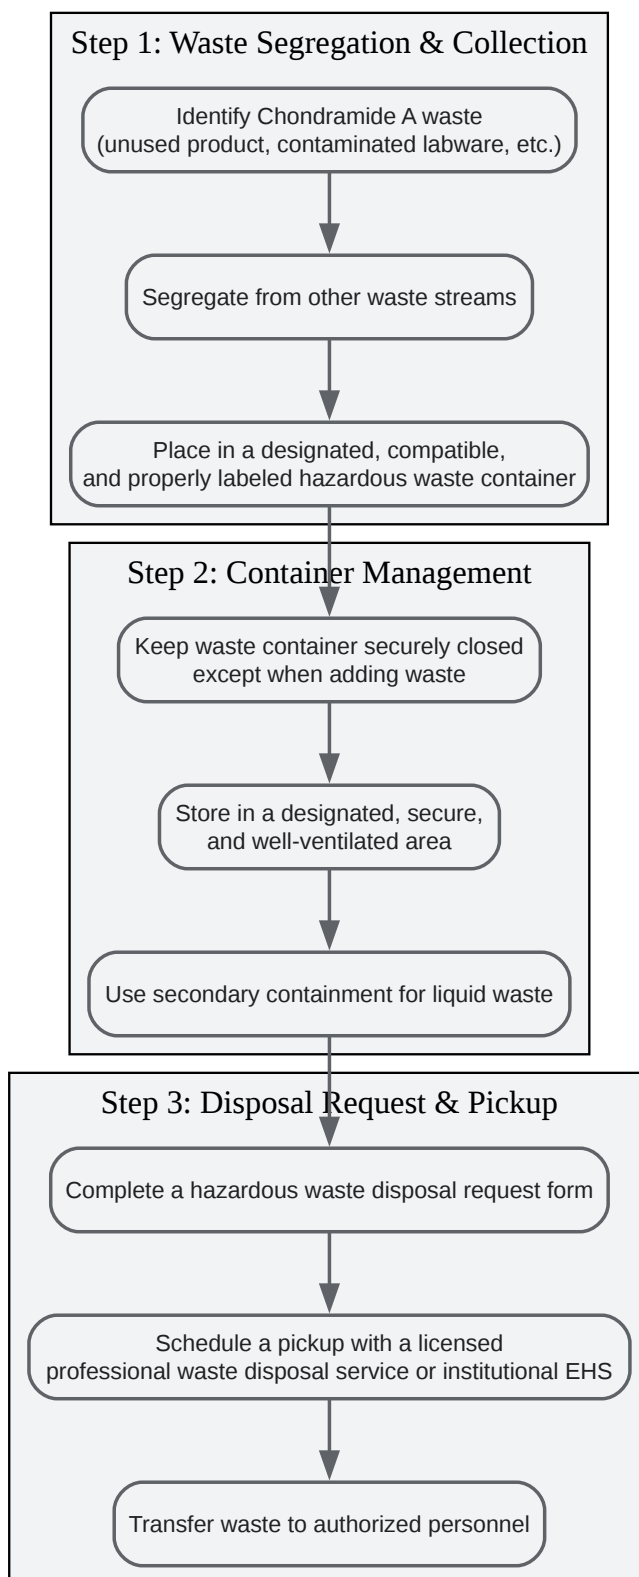 Step 1: Waste Segregation & Collection
Identify Chondramide A waste
(unused product, contaminated labware, etc.)
Segregate from other waste streams
Place in a designated, compatible,
and properly labeled hazardous waste container
Step 2: Container Management
Keep waste container securely closed
except when adding waste
Store in a designated, secure,
and well-ventilated area
Use secondary containment for liquid waste
Step 3: Disposal Request & Pickup
Complete a hazardous waste disposal request form
Schedule a pickup with a licensed
professional waste disposal service or institutional EHS
Transfer waste to authorized personnel